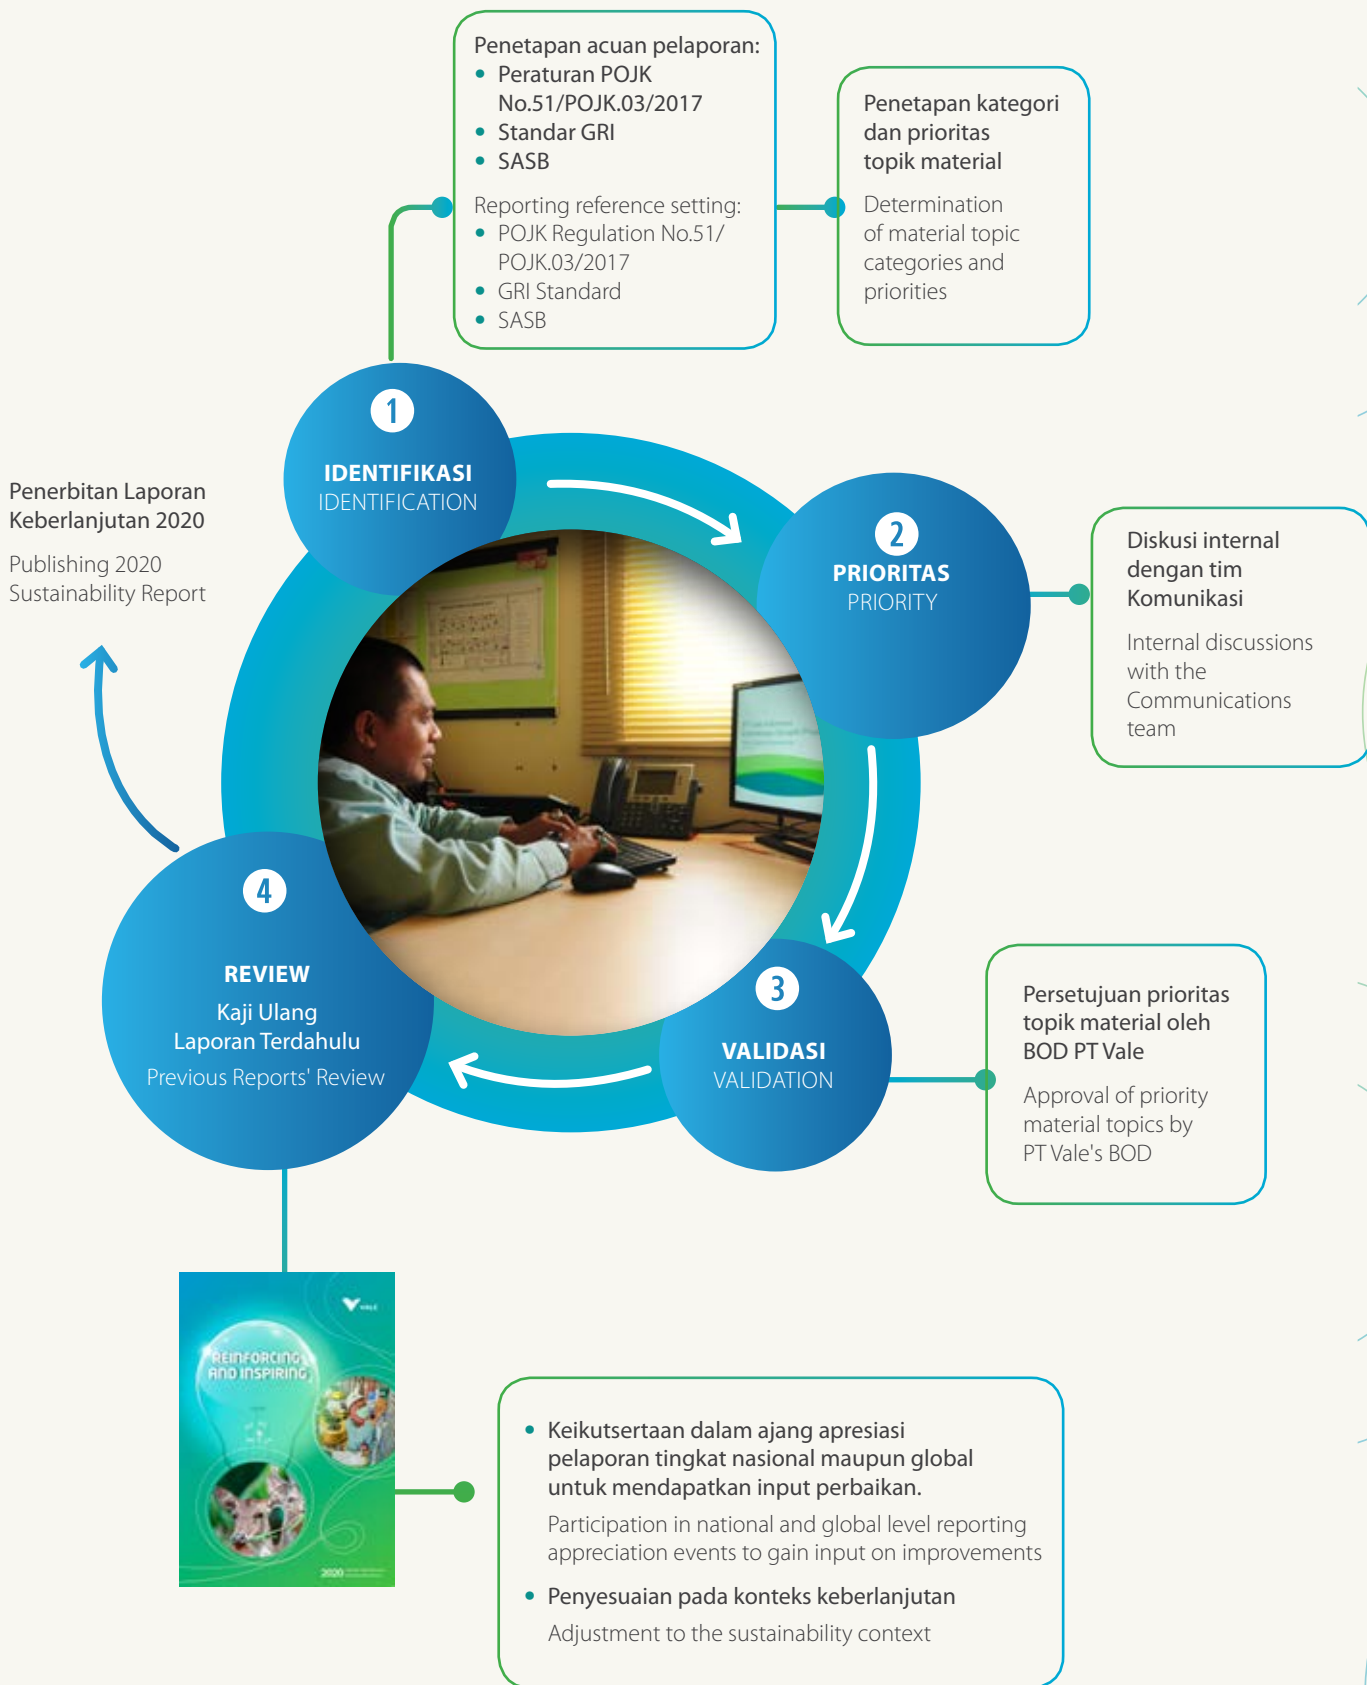 Penetapan acuan pelaporan:
• Peraturan POJK
No.51/POJK.03/2017
• Standar GRI
• SASB
Reporting reference setting:
• POJK Regulation No.51/
POJK.03/2017
• GRI Standard
• SASB
Penetapan kategori
dan prioritas
topik material
Determination
of material topic
categories and
priorities
1
IDENTIFIKASI
IDENTIFICATION
2
PRIORITAS
PRIORITY
Diskusi internal
dengan tim
Komunikasi
Internal discussions
with the
Communications
team
3
VALIDASI
VALIDATION
Persetujuan prioritas
topik material oleh
BOD PT Vale
Approval of priority
material topics by
PT Vale's BOD
4
REVIEW
Kaji Ulang
Laporan Terdahulu
Previous Reports' Review
Penerbitan Laporan
Keberlanjutan 2020
Publishing 2020
Sustainability Report
VALE
REINFORCING
AND INSPIRING
2020
• Keikutsertaan dalam ajang apresiasi
pelaporan tingkat nasional maupun global
untuk mendapatkan input perbaikan.
Participation in national and global level reporting
appreciation events to gain input on improvements
• Penyesuaian pada konteks keberlanjutan
Adjustment to the sustainability context